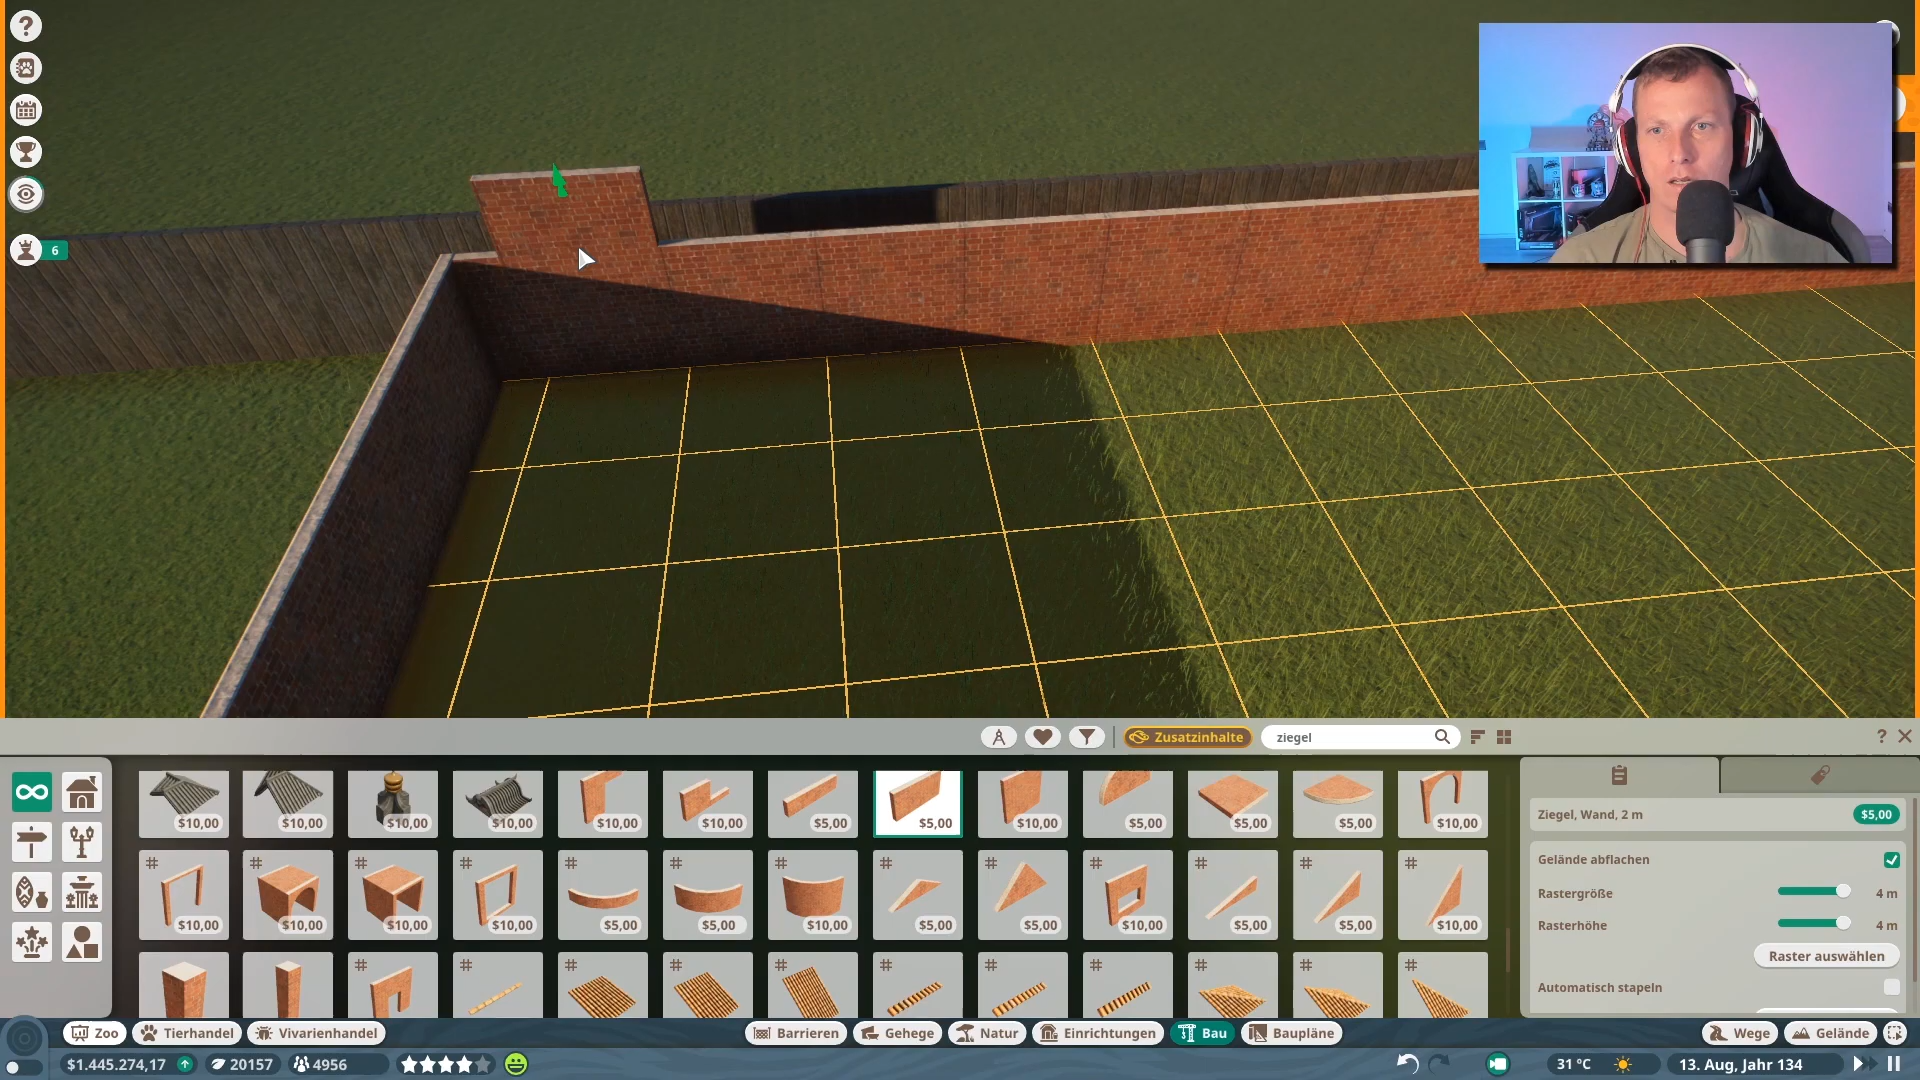 ?
6
Zusatzinhalte
ziegel
?
$10,00 $10,00 $10,00 $10,00 $10,00 $10,00 $5,00 $5,00 $10,00 $5,00 $5,00 $5,00 $10,00
$10,00 $10,00 $10,00 $10,00 $5,00 $5,00 $10,00 $5,00 $5,00 $10,00 $5,00 $5,00 $10,00
Ziegel, Wand, 2 m $5,00
Gelände abflachen
Rastergröße 4 m
Rasterhöhe 4 m
Raster auswählen
Automatisch stapeln
Zoo Tierhandel Vivarienhandel Barrieren Gehege Natur Einrichtungen Bau Baupläne Wege Gelände
$1.445.274,17 20157 4956 31 °C 13. Aug, Jahr 134